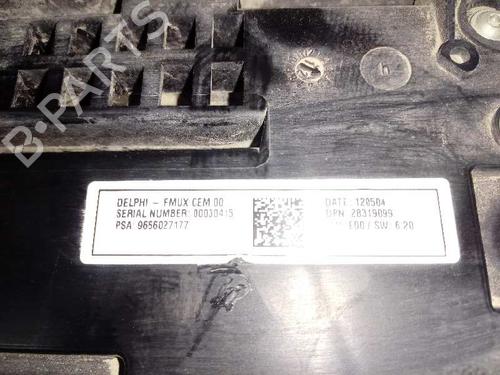 B-PARTS
DELPHI - FMUX CEM 00
SERIAL NUMBER: 00030415
PSA: 9656027177
DATE: 120504
DPN: 28319099
E00 / SW: 6.20